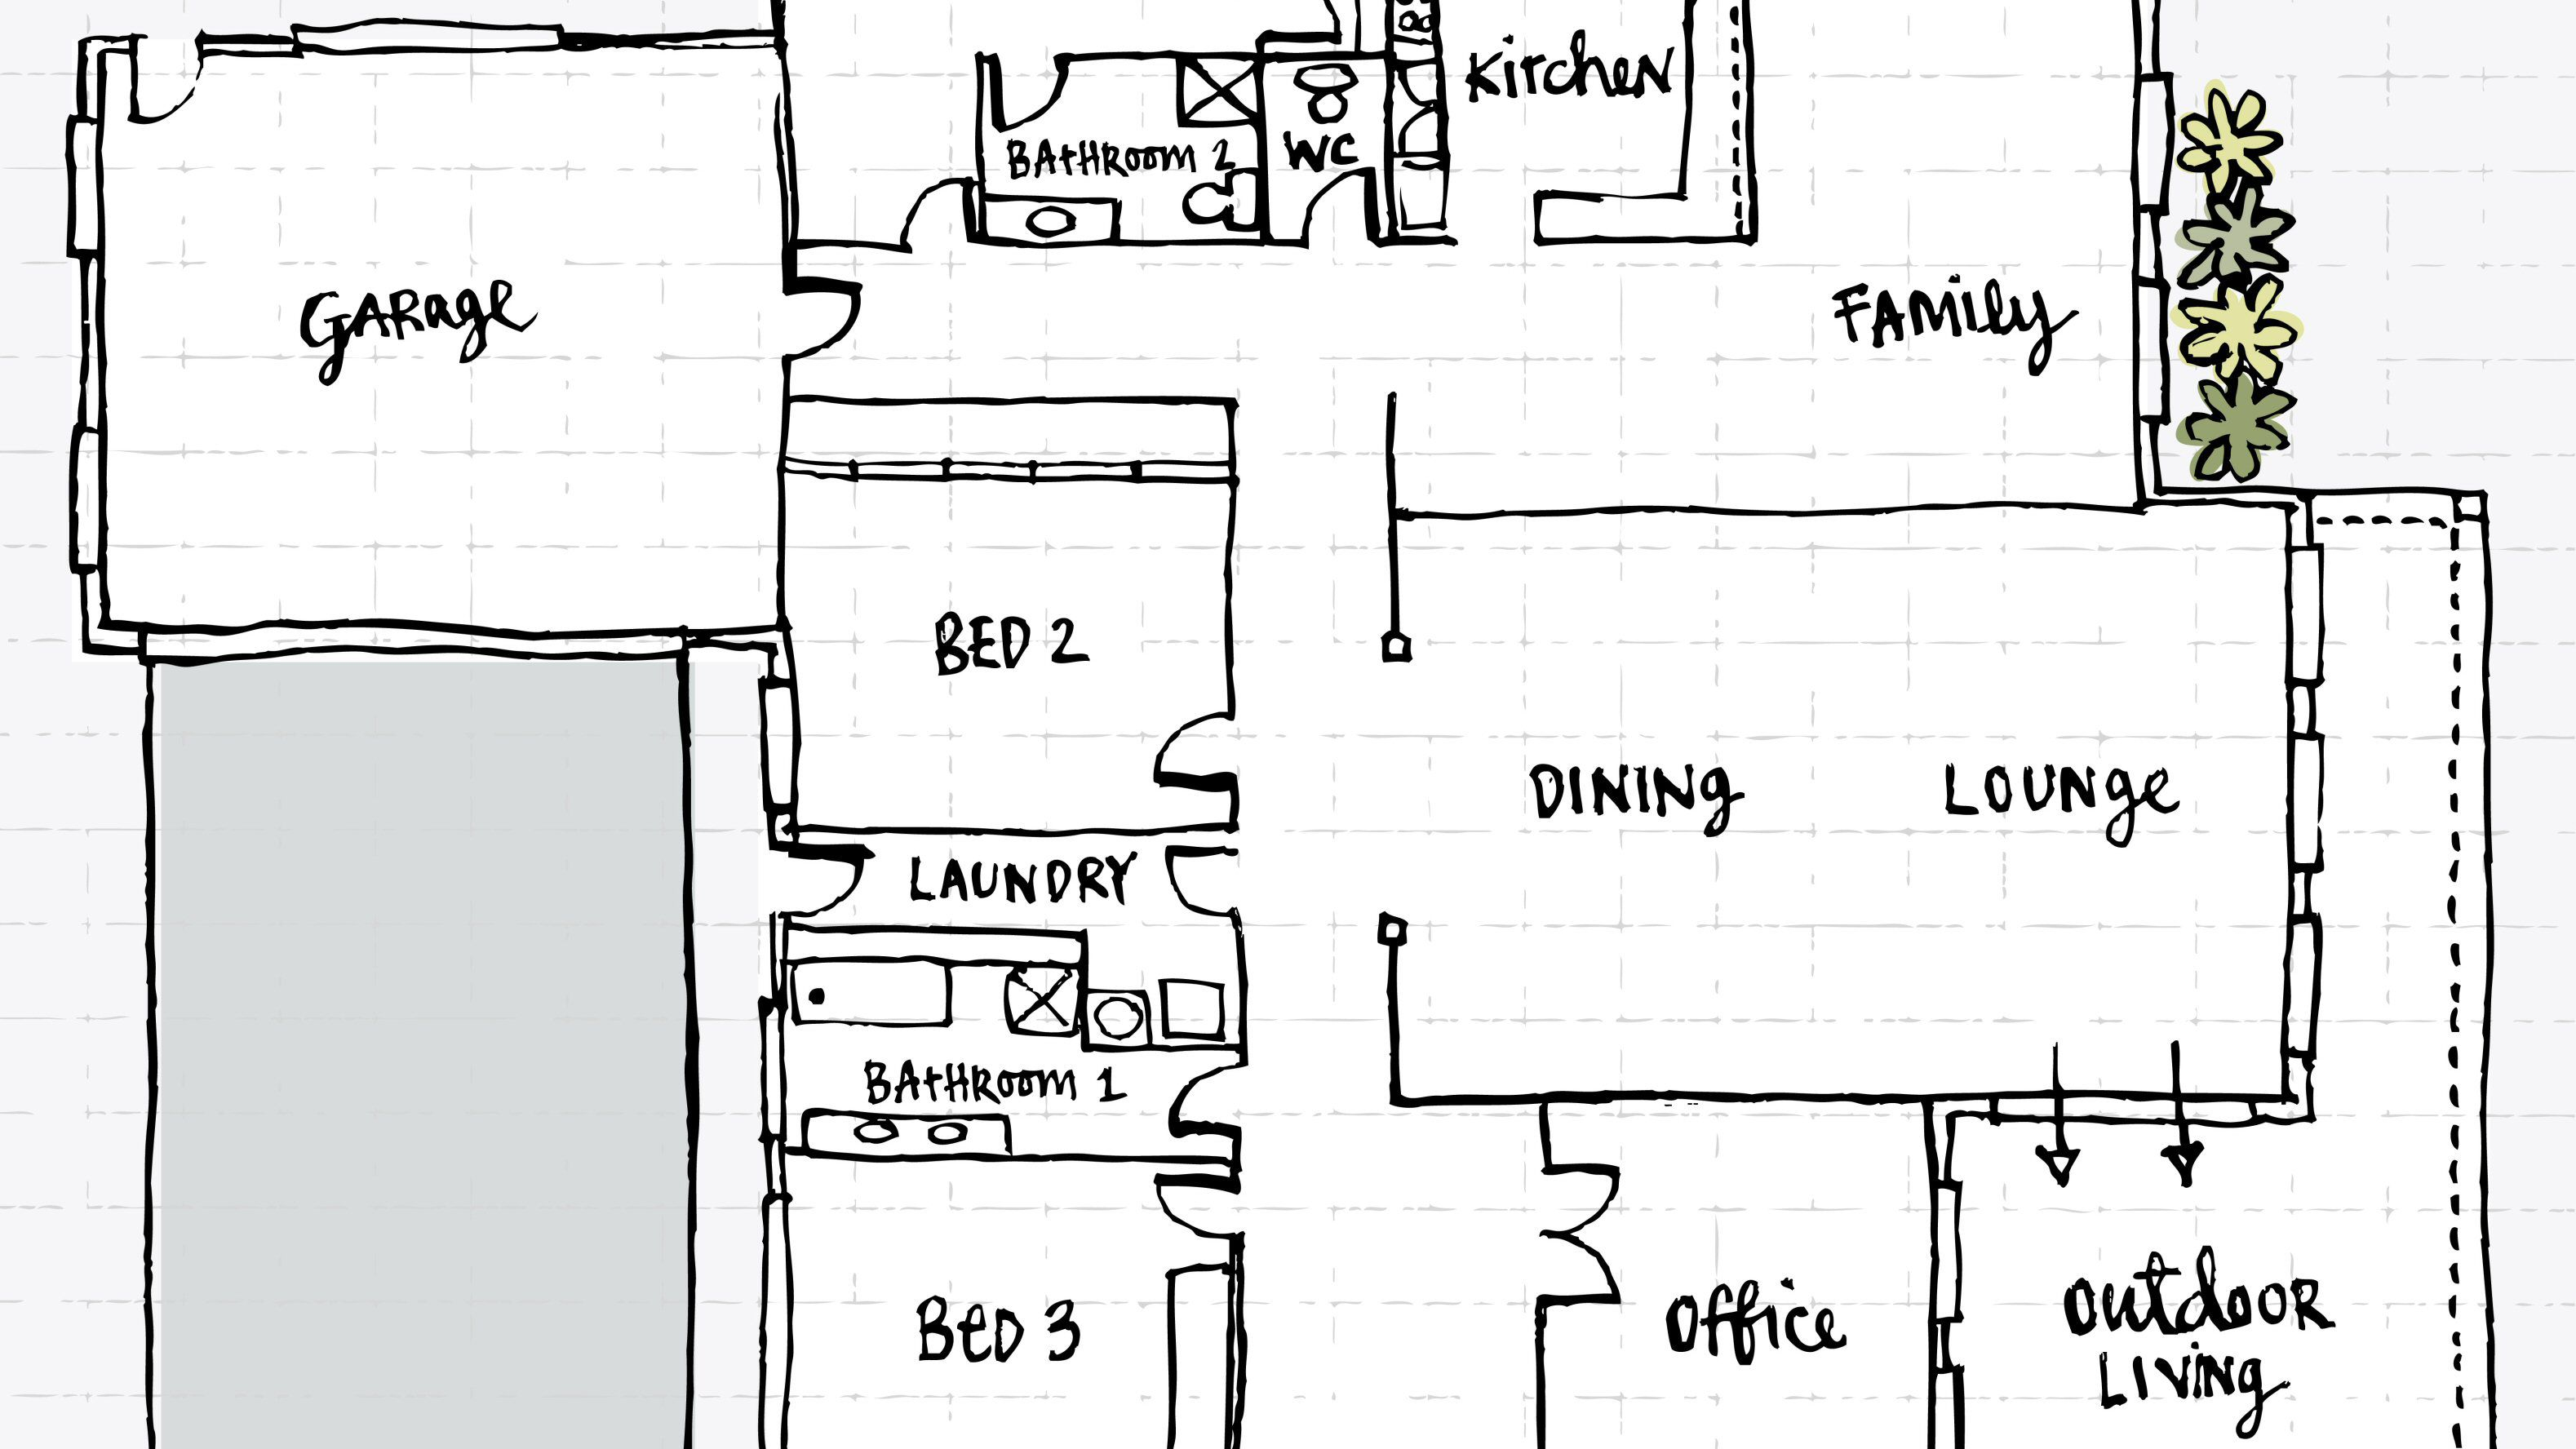 Kitchen
BAtHRoom 2
WC
GARage
FAMily
BED 2
DINING
LOUNge
LAUNDRY
BAtHRoom 1
BeD 3
Office
OutdooR
LIViNg